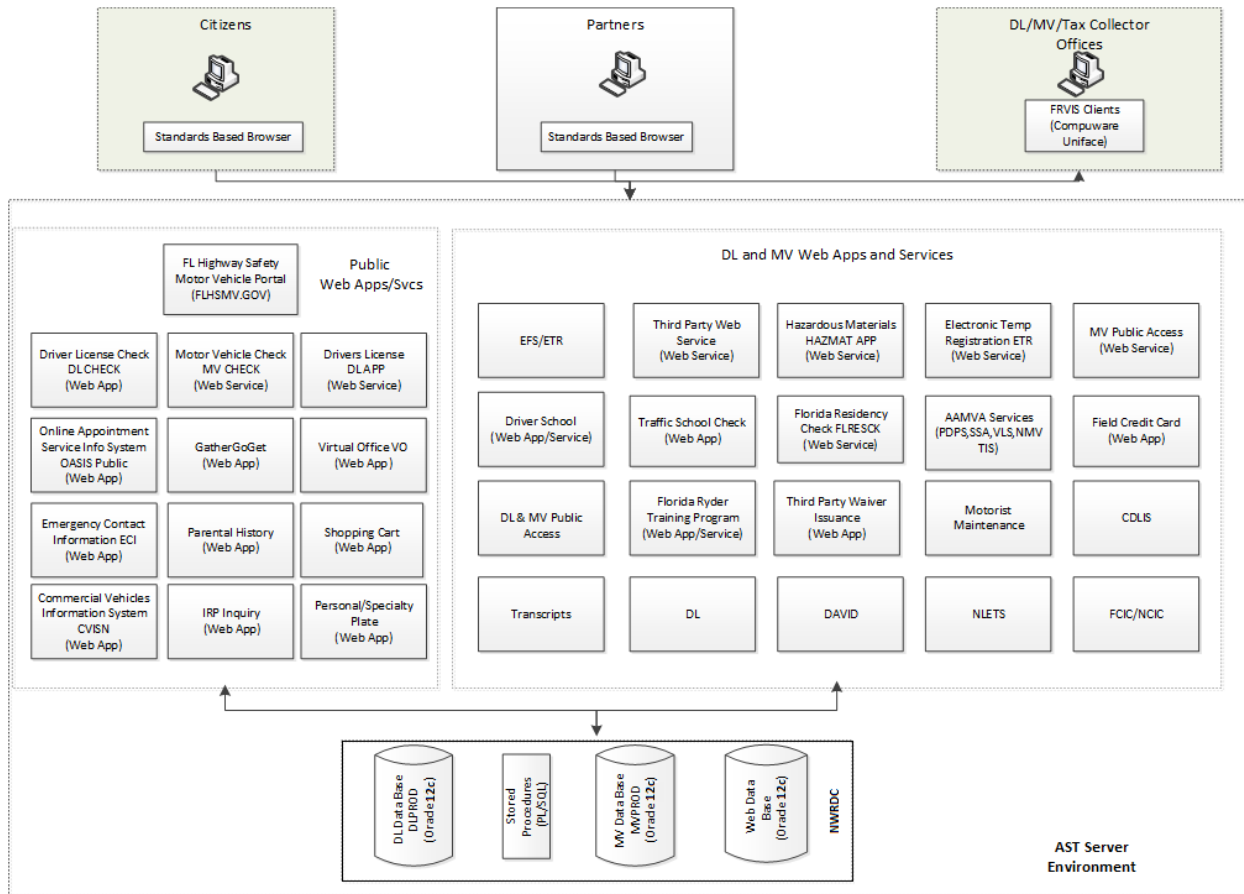 Citizens
Standards Based Browser
Partners
Standards Based Browser
DL/MV/Tax Collector
Offices
FRVIS Clients
(Compuware
Uniface)
FL Highway Safety
Motor Vehicle Portal
(FLHSMV.GOV)
Public
Web Apps/Svcs
Driver License Check
DLCHECK
(Web App)
Motor Vehicle Check
MV CHECK
(Web Service)
Drivers License
DLAPP
(Web Service)
Online Appointment
Service Info System
OASIS Public
(Web App)
GatherGoGet
(Web App)
Virtual Office VO
(Web App)
Emergency Contact
Information ECI
(Web App)
Parental History
(Web App)
Shopping Cart
(Web App)
Commercial Vehicles
Information System
CVISN
(Web App)
IRP Inquiry
(Web App)
Personal/Specialty
Plate
(Web App)
DL and MV Web Apps and Services
EFS/ETR
Third Party Web
Service
(Web Service)
Hazardous Materials
HAZMAT APP
(Web Service)
Electronic Temp
Registration ETR
(Web Service)
MV Public Access
(Web Service)
Driver School
(Web App/Service)
Traffic School Check
(Web App)
Florida Residency
Check FLRESCK
(Web Service)
AAMVA Services
(PDPS,SSA,VLS,NMV
TIS)
Field Credit Card
(Web App)
DL & MV Public
Access
Florida Ryder
Training Program
(Web App/Service)
Third Party Waiver
Issuance
(Web App)
Motorist
Maintenance
CDLIS
Transcripts
DL
DAVID
NLETS
FCIC/NCIC
DL Data Base
DLPROD
(Oracle 12c)
Stored
Procedures
(PL/SQL)
MV Data Base
MVPROD
(Oracle 12c)
Web Data
Base
(Oracle 12c)
NWRDC
AST Server
Environment